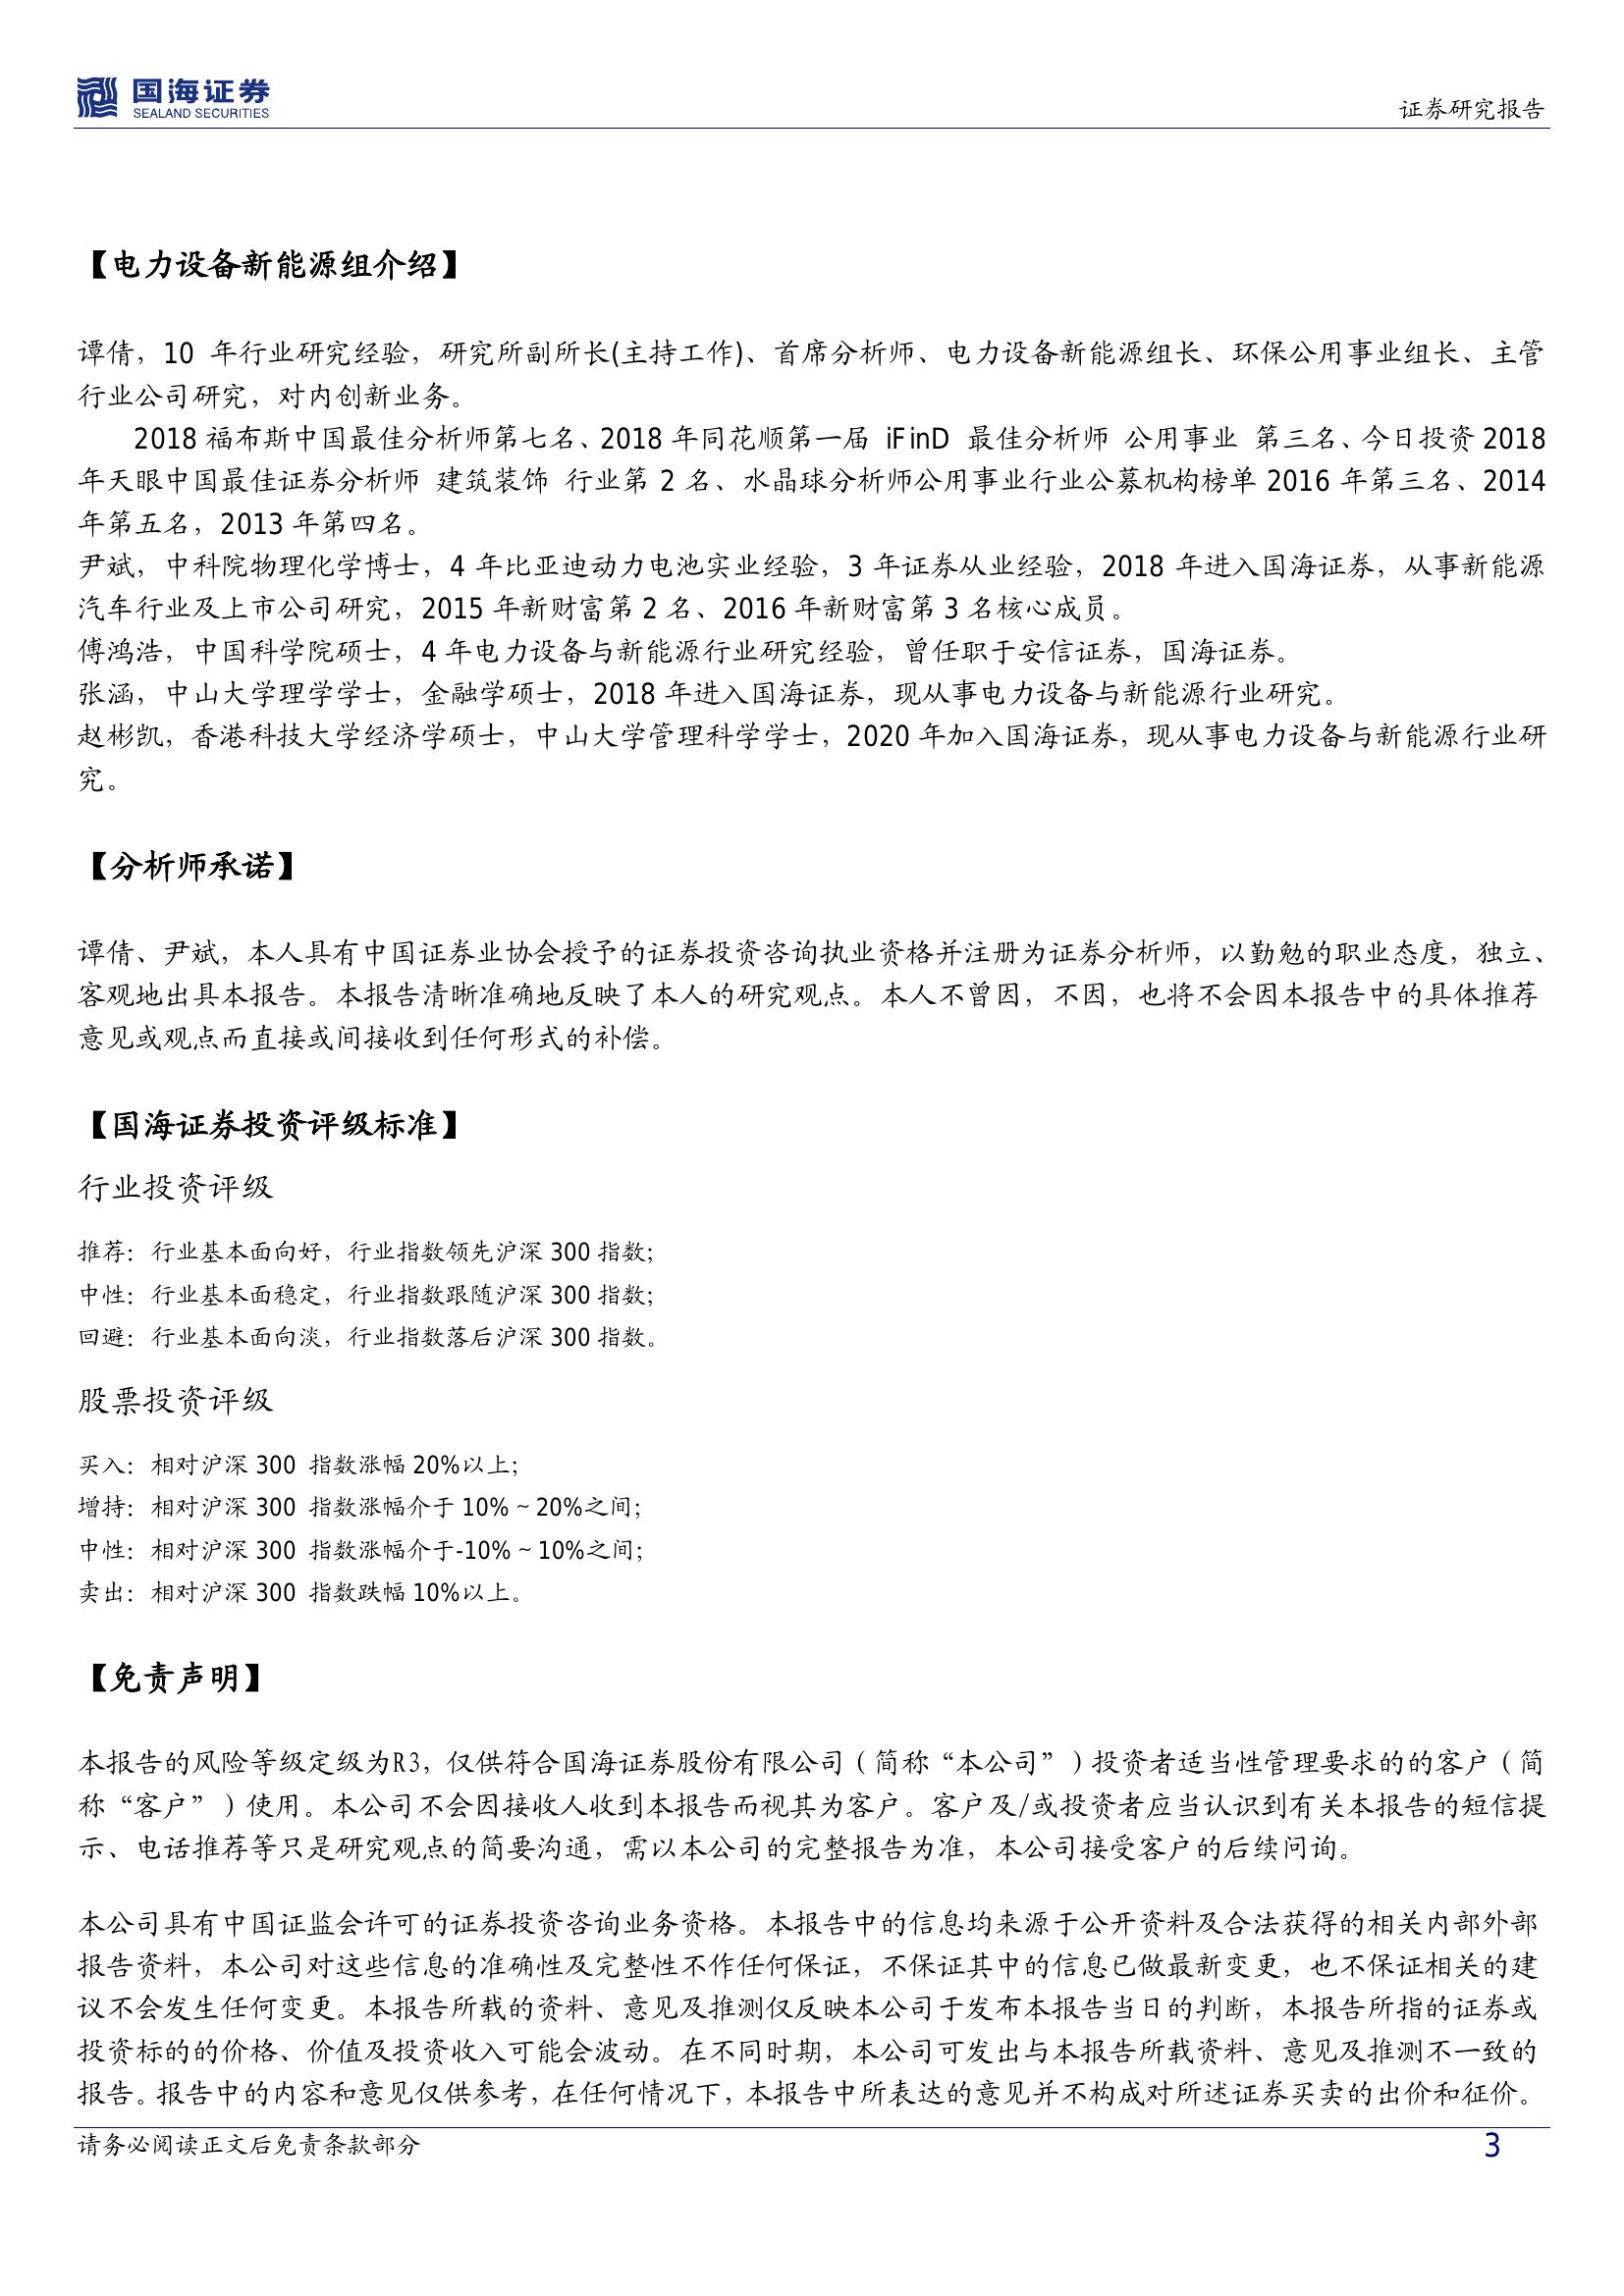 国海证券
SEALAND SECURITIES
证券研究报告
【电力设备新能源组介绍】
谭倩，10 年行业研究经验，研究所副所长(主持工作)、首席分析师、电力设备新能源组长、环保公用事业组长、主管
行业公司研究，对内创新业务。
2018 福布斯中国最佳分析师第七名、2018 年同花顺第一届 iFinD 最佳分析师 公用事业 第三名、今日投资 2018
年天眼中国最佳证券分析师 建筑装饰 行业第 2 名、水晶球分析师公用事业行业公募机构榜单 2016 年第三名、2014
年第五名，2013 年第四名。
尹斌，中科院物理化学博士，4 年比亚迪动力电池实业经验，3 年证券从业经验，2018 年进入国海证券，从事新能源
汽车行业及上市公司研究，2015 年新财富第 2 名、2016 年新财富第 3 名核心成员。
傅鸿浩，中国科学院硕士，4 年电力设备与新能源行业研究经验，曾任职于安信证券，国海证券。
张涵，中山大学理学学士，金融学硕士，2018 年进入国海证券，现从事电力设备与新能源行业研究。
赵彬凯，香港科技大学经济学硕士，中山大学管理科学学士，2020 年加入国海证券，现从事电力设备与新能源行业研
究。
【分析师承诺】
谭倩、尹斌，本人具有中国证券业协会授予的证券投资咨询执业资格并注册为证券分析师，以勤勉的职业态度，独立、
客观地出具本报告。本报告清晰准确地反映了本人的研究观点。本人不曾因，不因，也将不会因本报告中的具体推荐
意见或观点而直接或间接收到任何形式的补偿。
【国海证券投资评级标准】
行业投资评级
推荐：行业基本面向好，行业指数领先沪深 300 指数；
中性：行业基本面稳定，行业指数跟随沪深 300 指数；
回避：行业基本面向淡，行业指数落后沪深 300 指数。
股票投资评级
买入：相对沪深 300 指数涨幅 20%以上；
增持：相对沪深 300 指数涨幅介于 10%～20%之间；
中性：相对沪深 300 指数涨幅介于-10%～10%之间；
卖出：相对沪深 300 指数跌幅 10%以上。
【免责声明】
本报告的风险等级定级为R3，仅供符合国海证券股份有限公司（简称“本公司”）投资者适当性管理要求的的客户（简
称“客户”）使用。本公司不会因接收人收到本报告而视其为客户。客户及/或投资者应当认识到有关本报告的短信提
示、电话推荐等只是研究观点的简要沟通，需以本公司的完整报告为准，本公司接受客户的后续问询。
本公司具有中国证监会许可的证券投资咨询业务资格。本报告中的信息均来源于公开资料及合法获得的相关内部外部
报告资料，本公司对这些信息的准确性及完整性不作任何保证，不保证其中的信息已做最新变更，也不保证相关的建
议不会发生任何变更。本报告所载的资料、意见及推测仅反映本公司于发布本报告当日的判断，本报告所指的证券或
投资标的的价格、价值及投资收入可能会波动。在不同时期，本公司可发出与本报告所载资料、意见及推测不一致的
报告。报告中的内容和意见仅供参考，在任何情况下，本报告中所表达的意见并不构成对所述证券买卖的出价和征价。
请务必阅读正文后免责条款部分
3